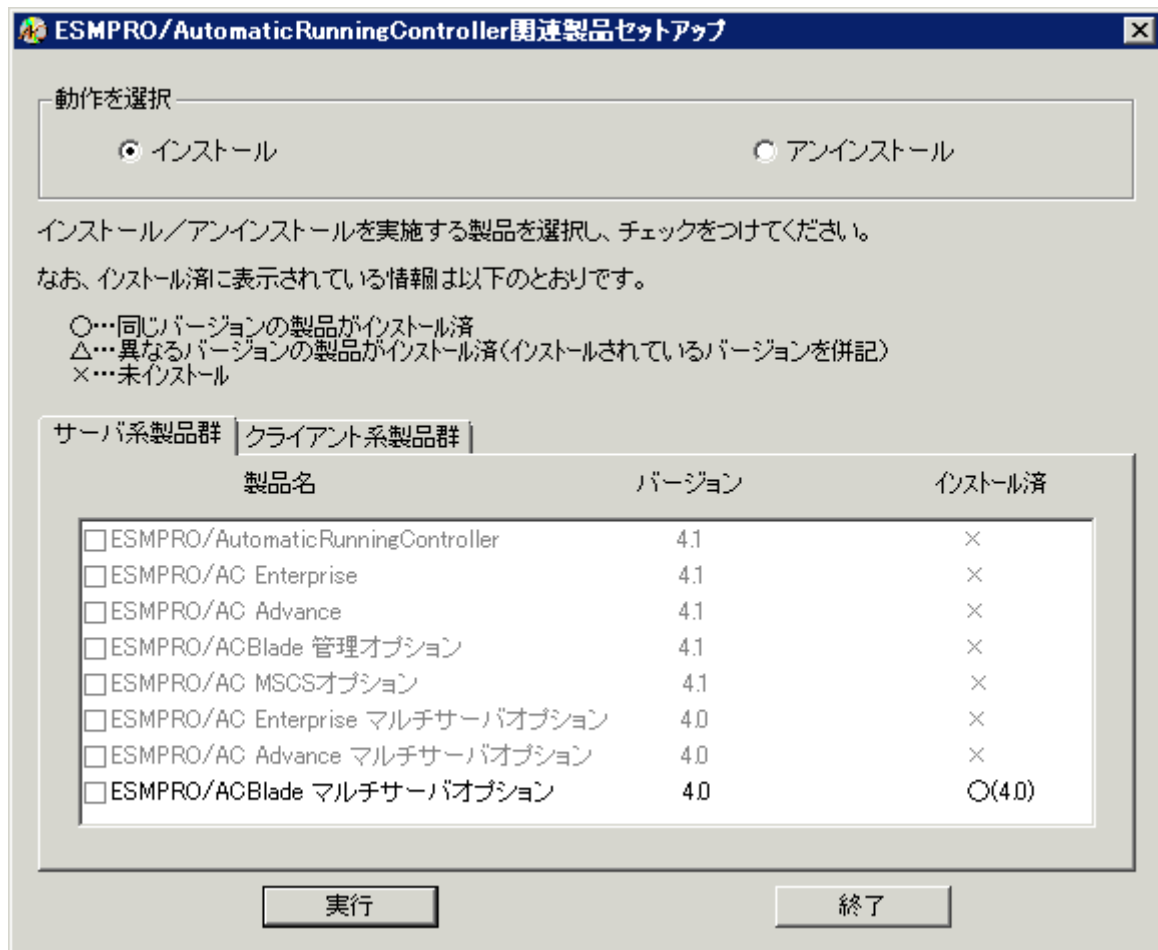 ESMPRO/AutomaticRunningController関連製品セットアップ
動作を選択
インストール
アンインストール
インストール／アンインストールを実施する製品を選択し、チェックをつけてください。
なお、インストール済に表示されている情報は以下のとおりです。
○…同じバージョンの製品がインストール済
△…異なるバージョンの製品がインストール済(インストールされているバージョンを併記)
×…未インストール
サーバ系製品群 クライアント系製品群
製品名 バージョン インストール済
ESMPRO/AutomaticRunningController 4.1 ×
ESMPRO/AC Enterprise 4.1 ×
ESMPRO/AC Advance 4.1 ×
ESMPRO/ACBlade 管理オプション 4.1 ×
ESMPRO/AC MSCSオプション 4.1 ×
ESMPRO/AC Enterprise マルチサーバオプション 4.0 ×
ESMPRO/AC Advance マルチサーバオプション 4.0 ×
ESMPRO/ACBlade マルチサーバオプション 4.0 ○(4.0)
実行 終了